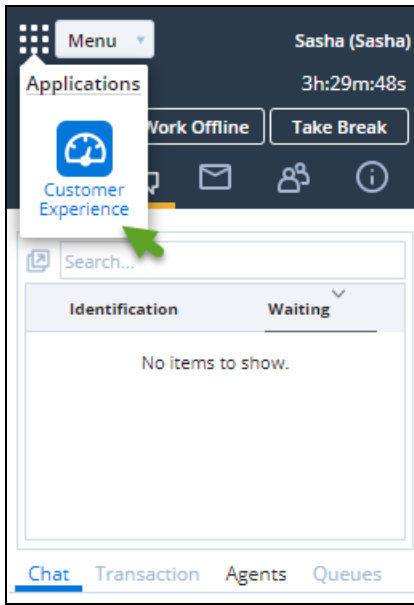 Menu
Sasha (Sasha)
Applications
3h:29m:48s
Work Offline
Take Break
Customer
Experience
Search...
Identification
Waiting
No items to show.
Chat Transaction Agents Queues